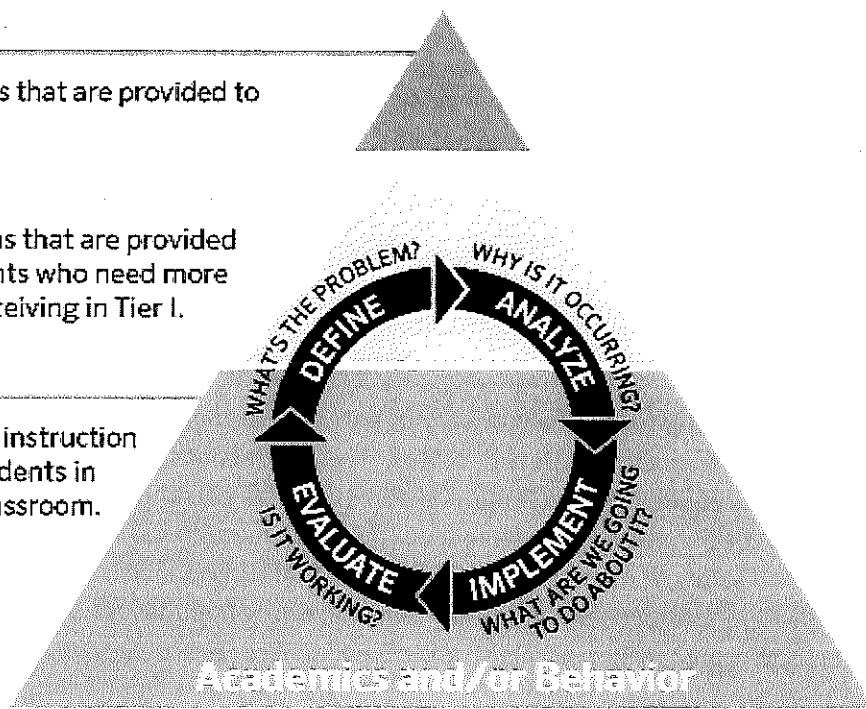 s that are provided to
ns that are provided
nts who need more
ceiving in Tier I.
instruction
dents in
assroom.
WHAT'S THE PROBLEM?
DEFINE
WHY IS IT OCCURRING?
ANALYZE
IMPLEMENT
WHAT ARE WE GOING
TO DO ABOUT IT?
EVALUATE
IS IT WORKING?
Academics and/or Behavior